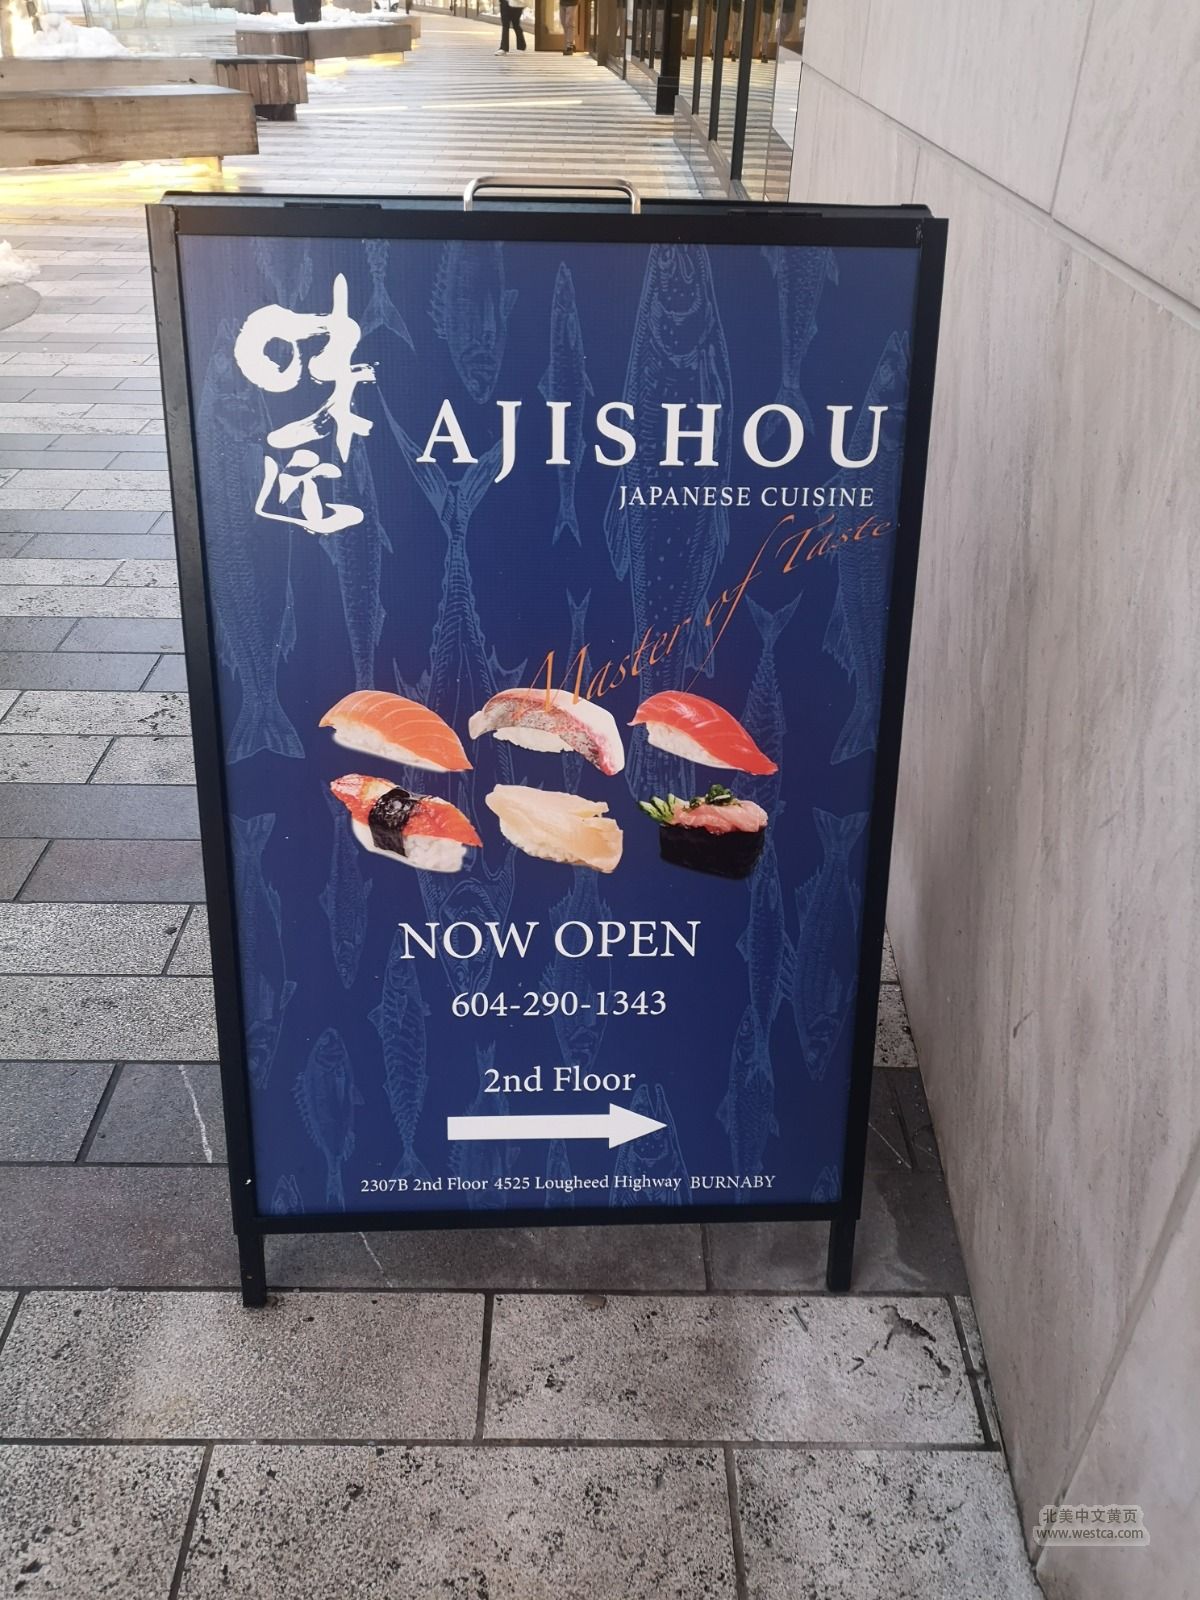 味匠
AJISHOU
JAPANESE CUISINE
Master of Taste
NOW OPEN
604-290-1343
2nd Floor
2307B 2nd Floor 4525 Lougheed Highway BURNABY
北美中文黄页
www.westca.com